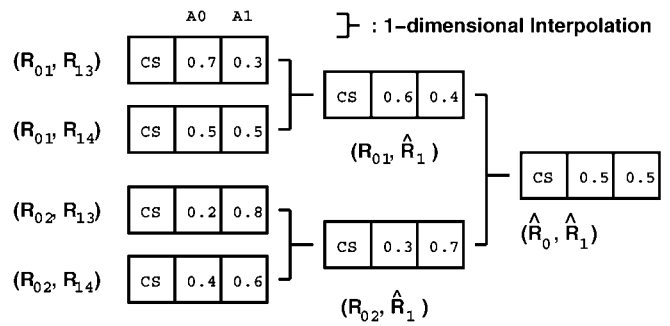 A0 A1
: 1-dimensional Interpolation
(R01, R13) CS 0.7 0.3
(R01, R14) CS 0.5 0.5
CS 0.6 0.4
(R01, R̂1)
CS 0.5 0.5
(R̂0, R̂1)
(R02, R13) CS 0.2 0.8
(R02, R14) CS 0.4 0.6
CS 0.3 0.7
(R02, R̂1)